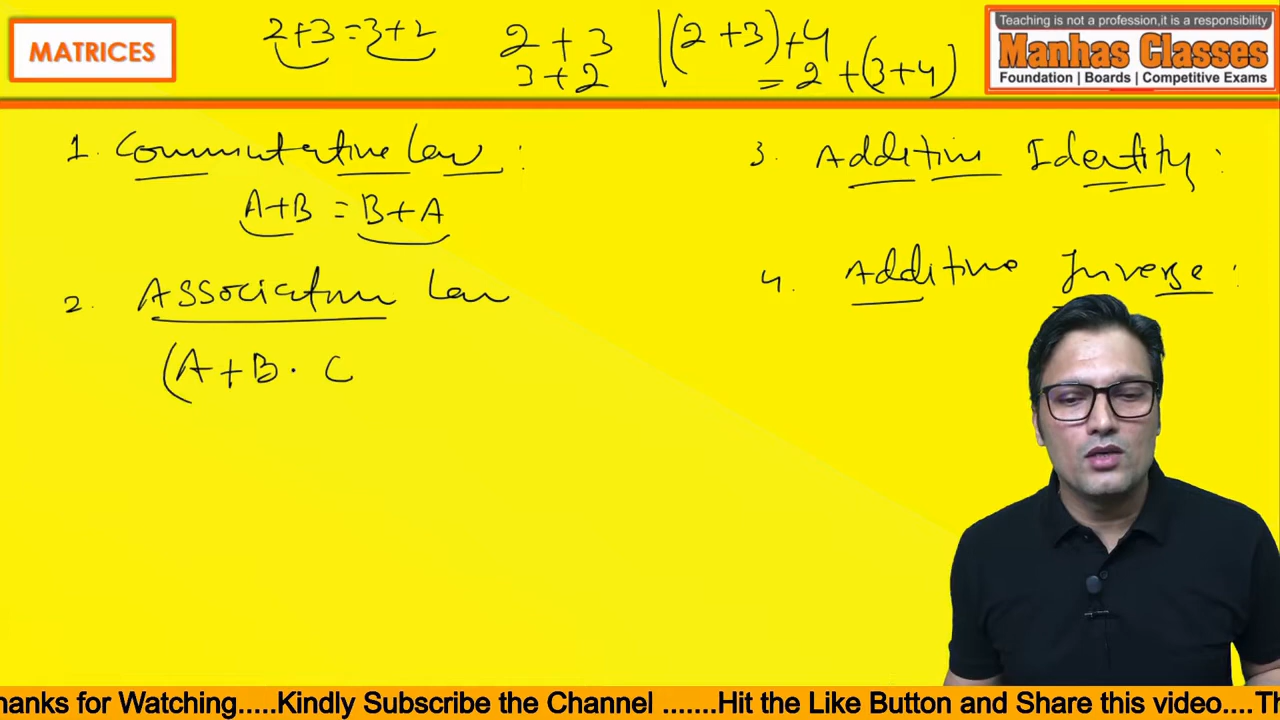 MATRICES
2+3=3+2
2 + 3
3 + 2
(2 + 3) + 4
= 2 + (3+4)
Teaching is not a profession,it is a responsibility
Manhas Classes
Foundation | Boards | Competitive Exams
1. Commutative Law :
A+B = B+A
2. Associative Law
(A+B. C
3. Additive Identity :
4. Additive Inverse :
hanks for Watching.....Kindly Subscribe the Channel .......Hit the Like Button and Share this video....Th